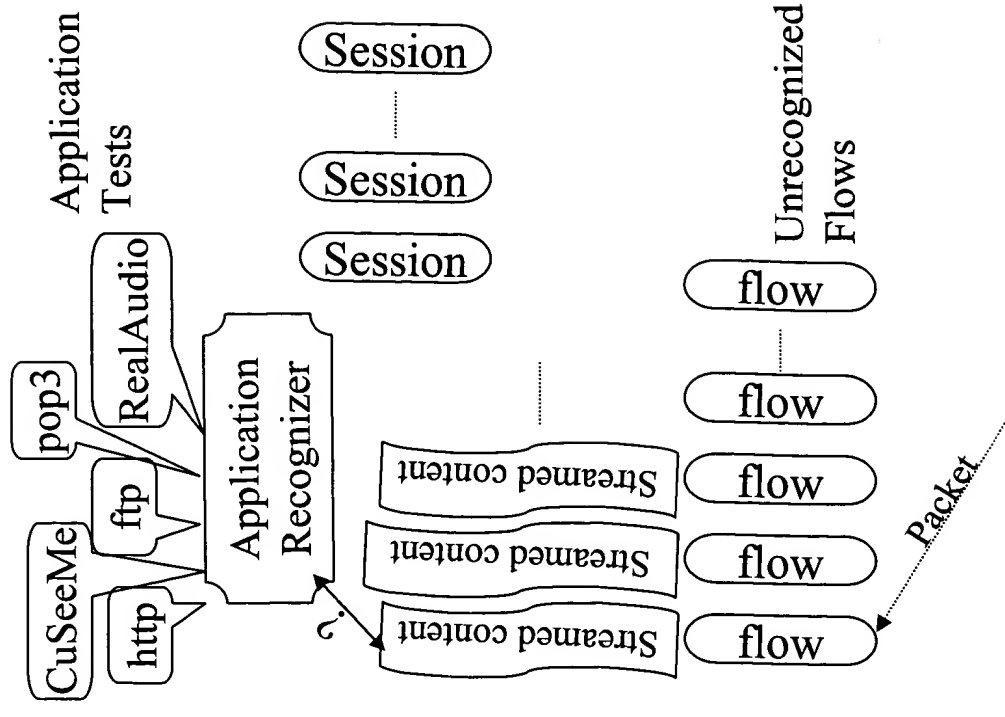 Application
Tests
CuSeeMe
pop3
http
ftp
RealAudio
Application
Recognizer
?
Session
Session
Session
Streamed content
Streamed content
Streamed content
flow
flow
flow
flow
flow
Unrecognized
Flows
Packet